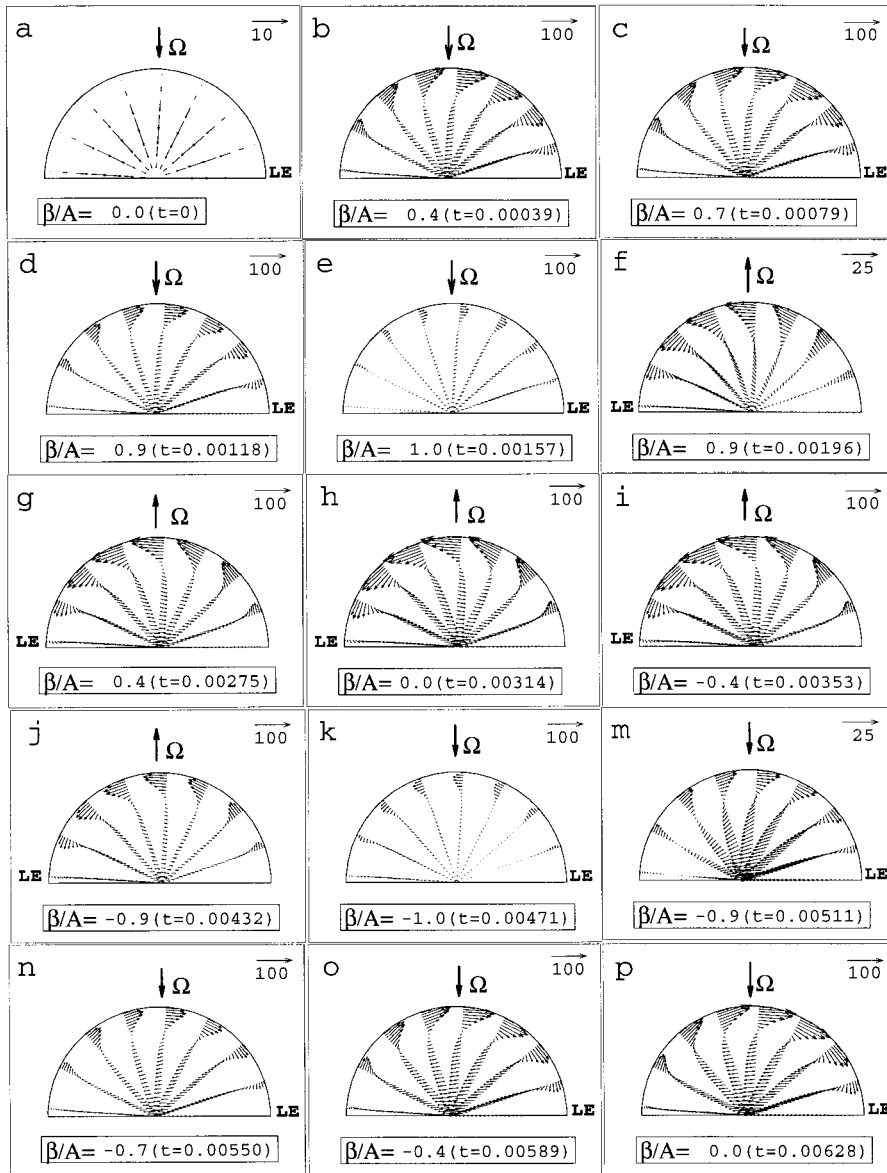 a
10
Ω
LE
β/A= 0.0(t=0)
b
100
Ω
LE
β/A= 0.4(t=0.00039)
c
100
Ω
LE
β/A= 0.7(t=0.00079)
d
100
Ω
LE
β/A= 0.9(t=0.00118)
e
100
Ω
LE
β/A= 1.0(t=0.00157)
f
25
Ω
LE
β/A= 0.9(t=0.00196)
g
100
Ω
LE
β/A= 0.4(t=0.00275)
h
100
Ω
LE
β/A= 0.0(t=0.00314)
i
100
Ω
LE
β/A= -0.4(t=0.00353)
j
100
Ω
LE
β/A= -0.9(t=0.00432)
k
100
Ω
LE
β/A= -1.0(t=0.00471)
m
25
Ω
LE
β/A= -0.9(t=0.00511)
n
100
Ω
LE
β/A= -0.7(t=0.00550)
o
100
Ω
LE
β/A= -0.4(t=0.00589)
p
100
Ω
LE
β/A= 0.0(t=0.00628)